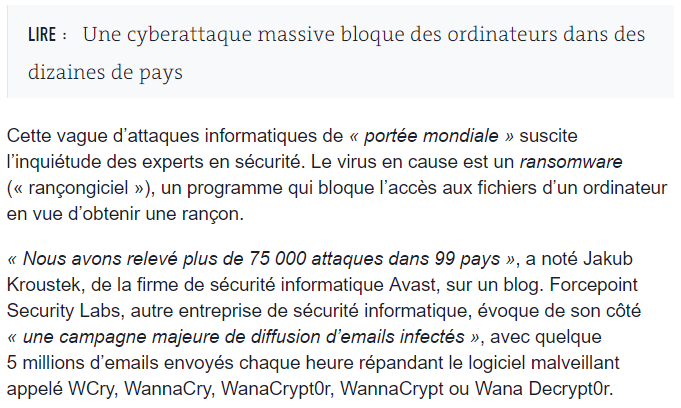 LIRE : Une cyberattaque massive bloque des ordinateurs dans des
dizaines de pays
Cette vague d’attaques informatiques de « portée mondiale » suscite
l’inquiétude des experts en sécurité. Le virus en cause est un ransomware
(« rançongiciel »), un programme qui bloque l’accès aux fichiers d’un ordinateur
en vue d’obtenir une rançon.
« Nous avons relevé plus de 75 000 attaques dans 99 pays », a noté Jakub
Kroustek, de la firme de sécurité informatique Avast, sur un blog. Forcepoint
Security Labs, autre entreprise de sécurité informatique, évoque de son côté
« une campagne majeure de diffusion d’emails infectés », avec quelque
5 millions d’emails envoyés chaque heure répandant le logiciel malveillant
appelé WCry, WannaCry, WanaCrypt0r, WannaCrypt ou Wana Decrypt0r.